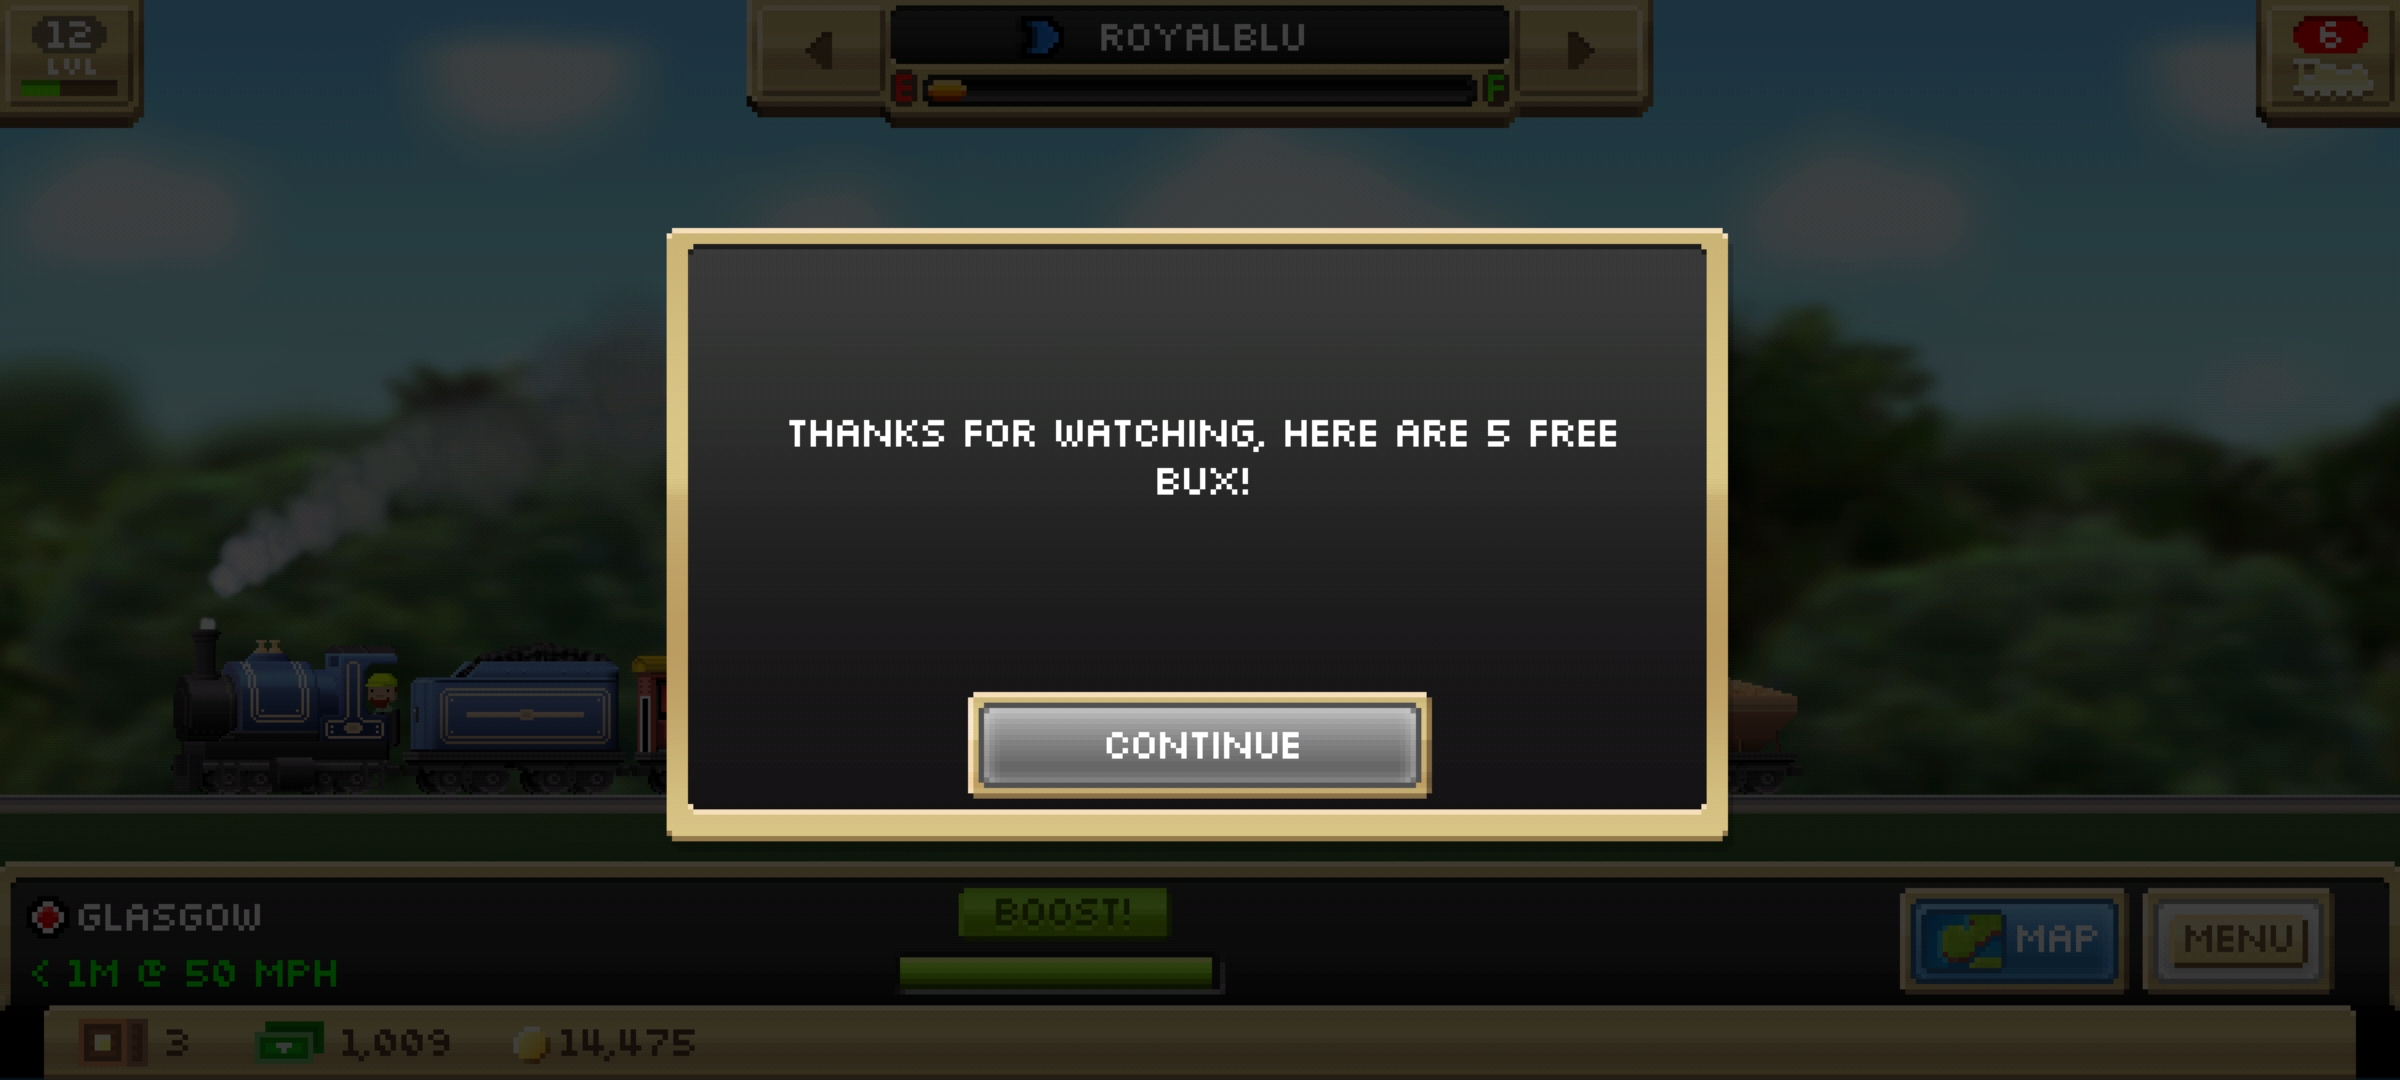 12
LVL
ROYALBLU
E F
6
THANKS FOR WATCHING, HERE ARE 5 FREE
BUX!
CONTINUE
GLASGOW
< 1M @ 50 MPH
BOOST!
MAP
MENU
3 1,009 14,475